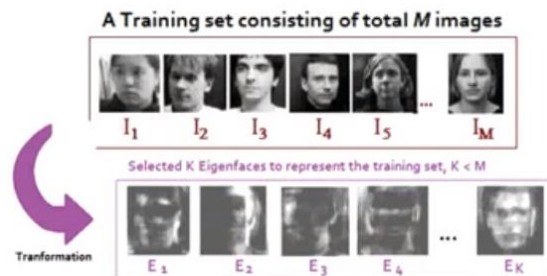 A Training set consisting of total M images
I1 I2 I3 I4 I5 ... IM
Selected K Eigenfaces to represent the training set, K < M
Tranformation
E1 E2 E3 E4 ... EK